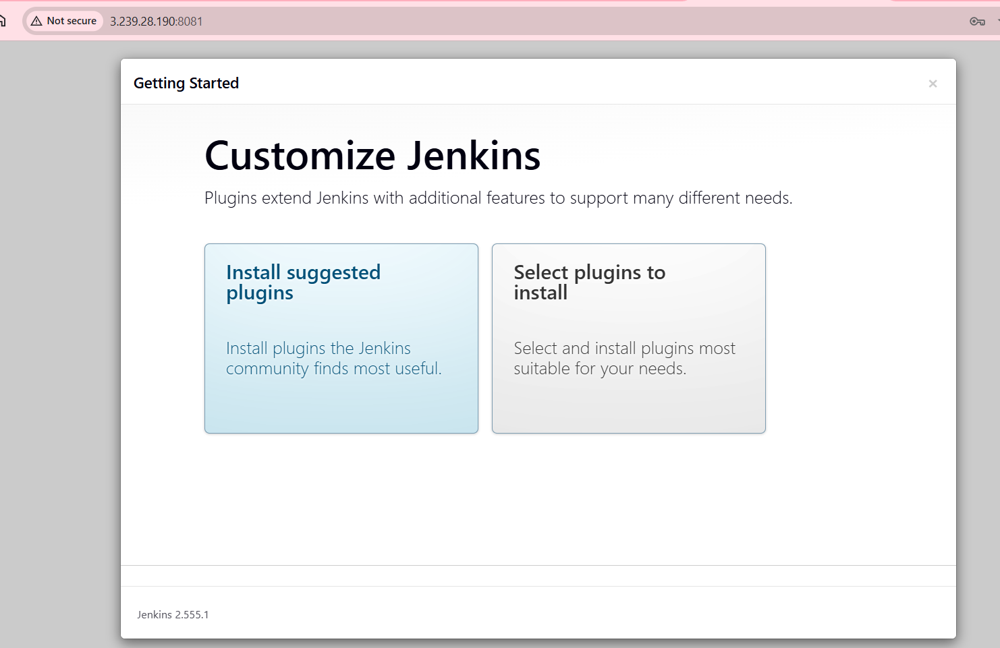 Not secure 3.239.28.190:8081
Getting Started
×
Customize Jenkins
Plugins extend Jenkins with additional features to support many different needs.
Install suggested
plugins
Install plugins the Jenkins
community finds most useful.
Select plugins to
install
Select and install plugins most
suitable for your needs.
Jenkins 2.555.1